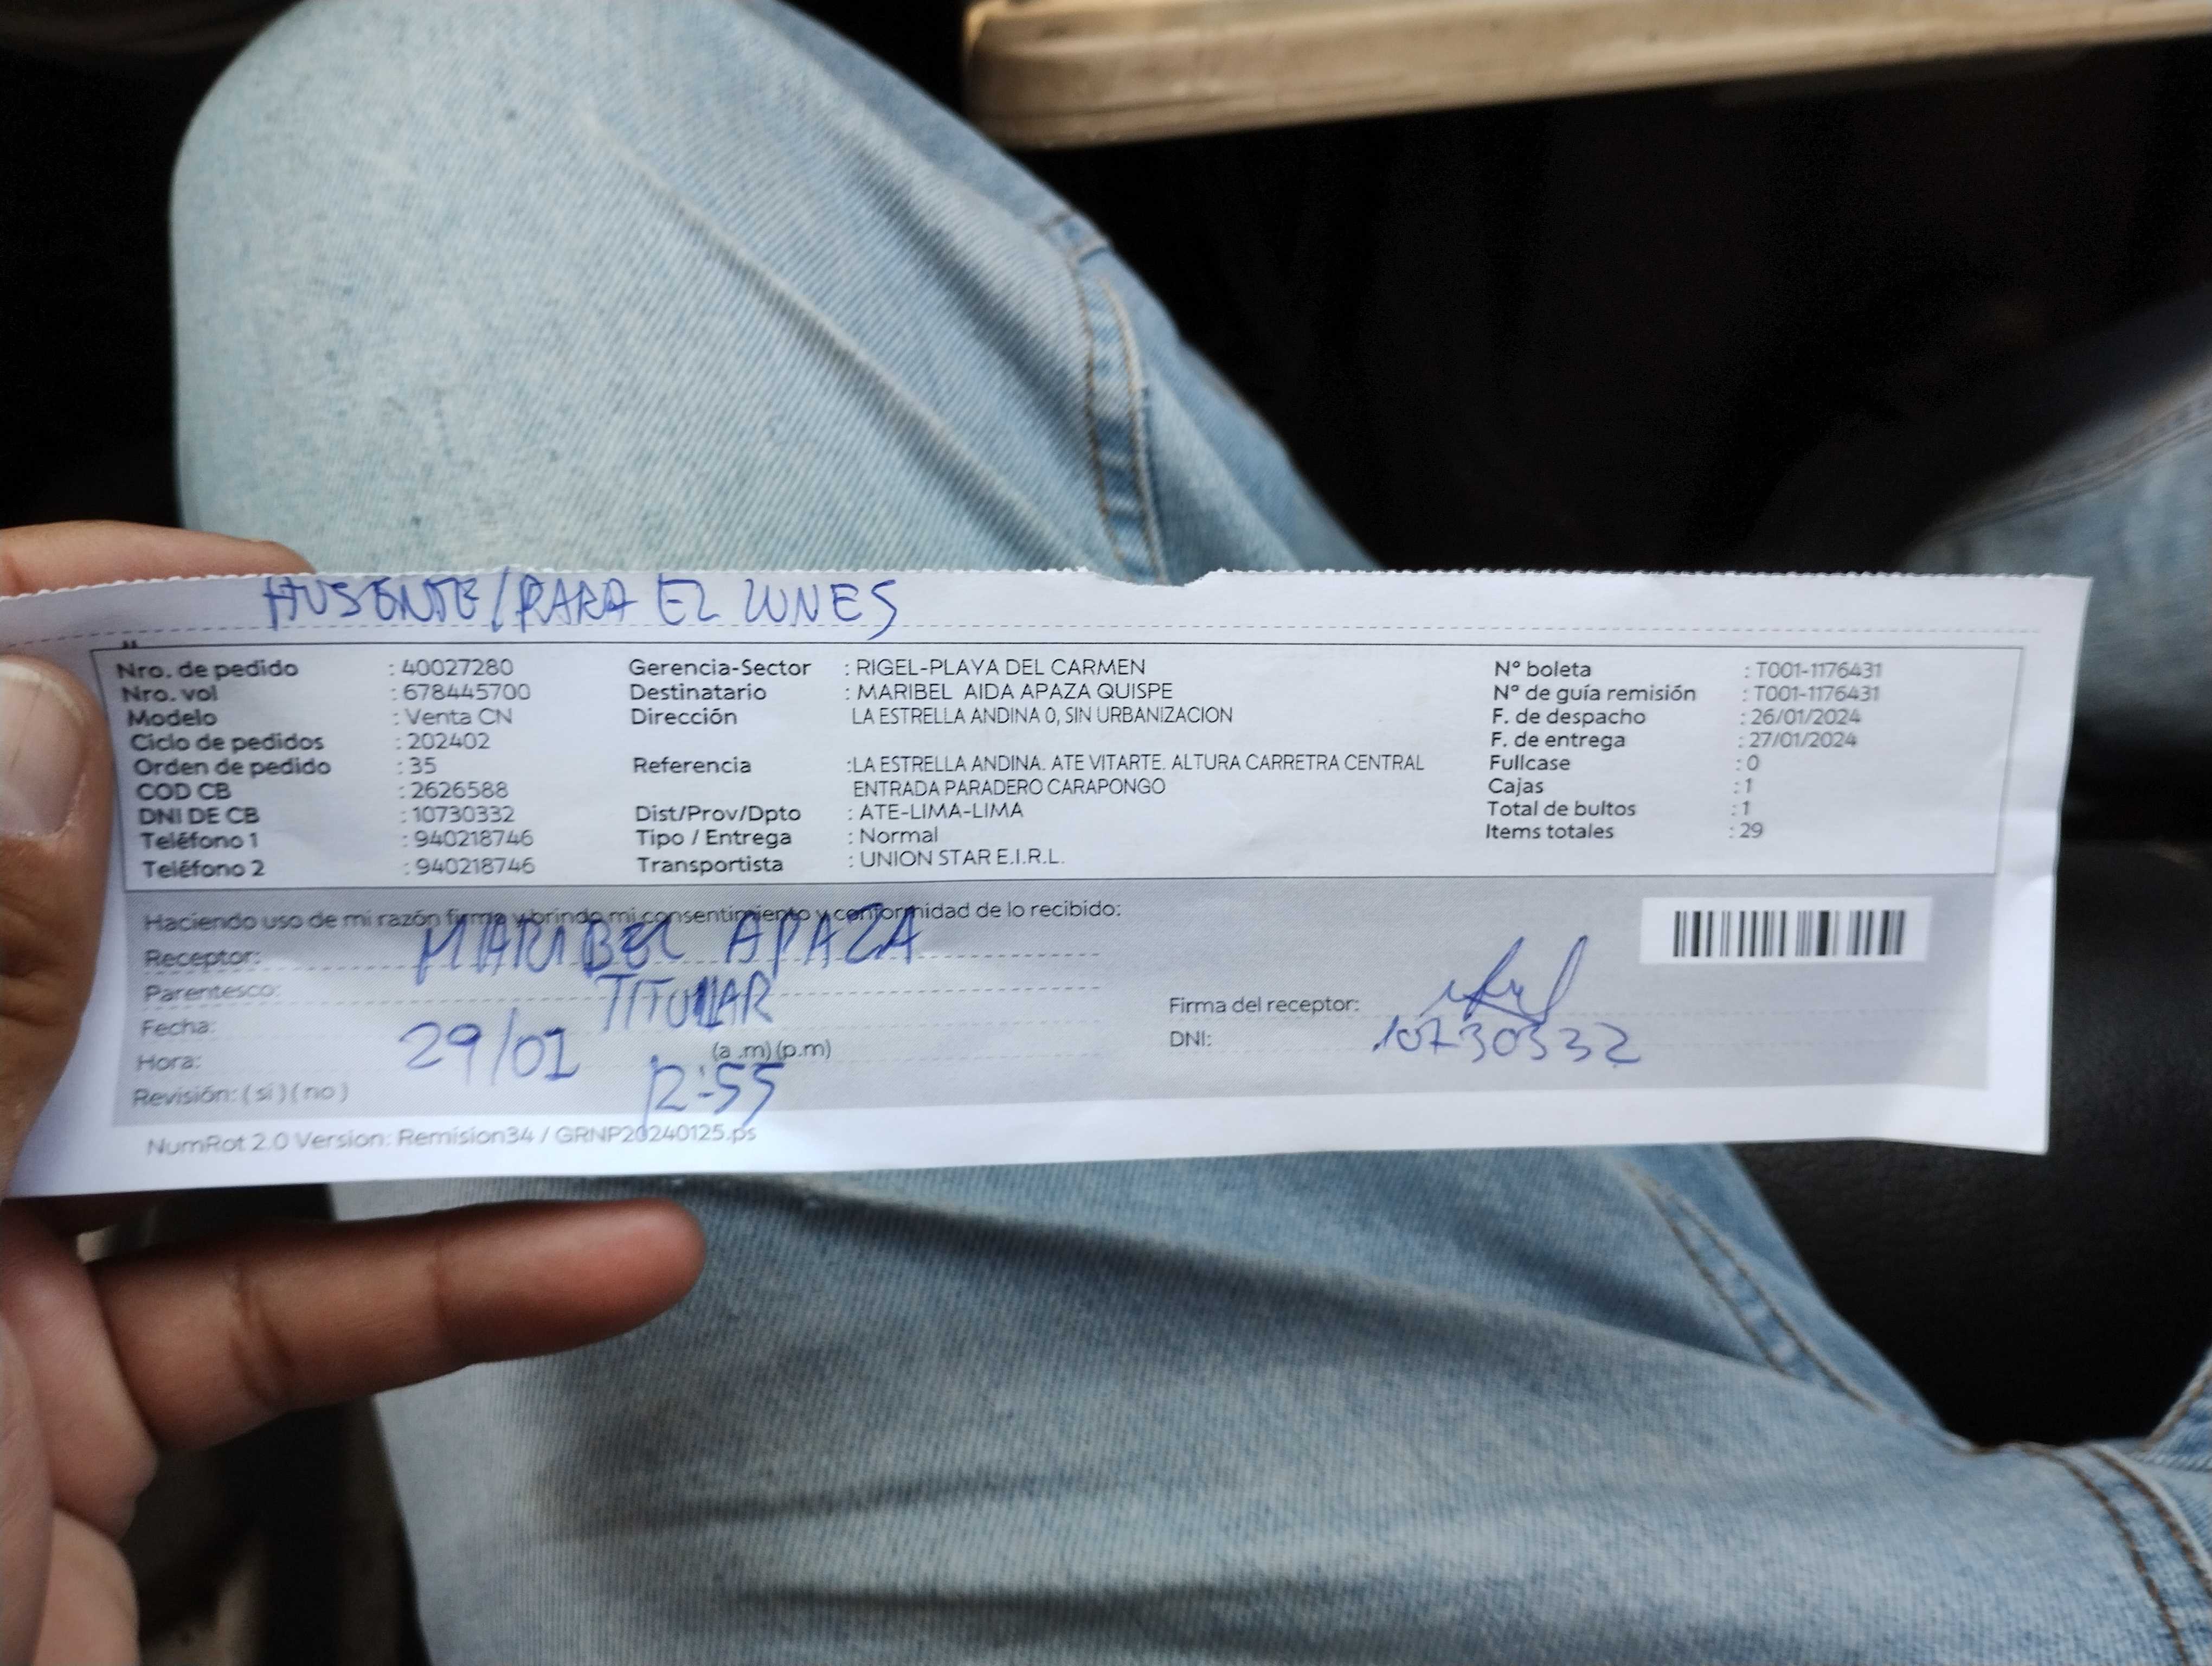 AUSENTE/PARA EL LUNES
Nro. de pedido : 40027280
Nro. vol : 678445700
Modelo : Venta CN
Ciclo de pedidos : 202402
Orden de pedido : 35
COD CB : 2626588
DNI DE CB : 10730332
Teléfono 1 : 940218746
Teléfono 2 : 940218746
Gerencia-Sector : RIGEL-PLAYA DEL CARMEN
Destinatario : MARIBEL AIDA APAZA QUISPE
Dirección LA ESTRELLA ANDINA 0, SIN URBANIZACION
Referencia :LA ESTRELLA ANDINA. ATE VITARTE. ALTURA CARRETRA CENTRAL
ENTRADA PARADERO CARAPONGO
Dist/Prov/Dpto : ATE-LIMA-LIMA
Tipo / Entrega : Normal
Transportista : UNION STAR E.I.R.L.
N° boleta : T001-1176431
N° de guía remisión : T001-1176431
F. de despacho : 26/01/2024
F. de entrega : 27/01/2024
Fullcase : 0
Cajas : 1
Total de bultos : 1
Items totales : 29
Haciendo uso de mi razón firmo y brindo mi consentimiento y conformidad de lo recibido:
Receptor: MARIBEL APAZA
Parentesco: TITULAR
Fecha: 29/01
Hora: (a .m) (p.m) 12:55
Revisión: ( si ) ( no )
Firma del receptor:
DNI: 10730332
NumRot 2.0 Version: Remision34 / GRNP20240125.ps